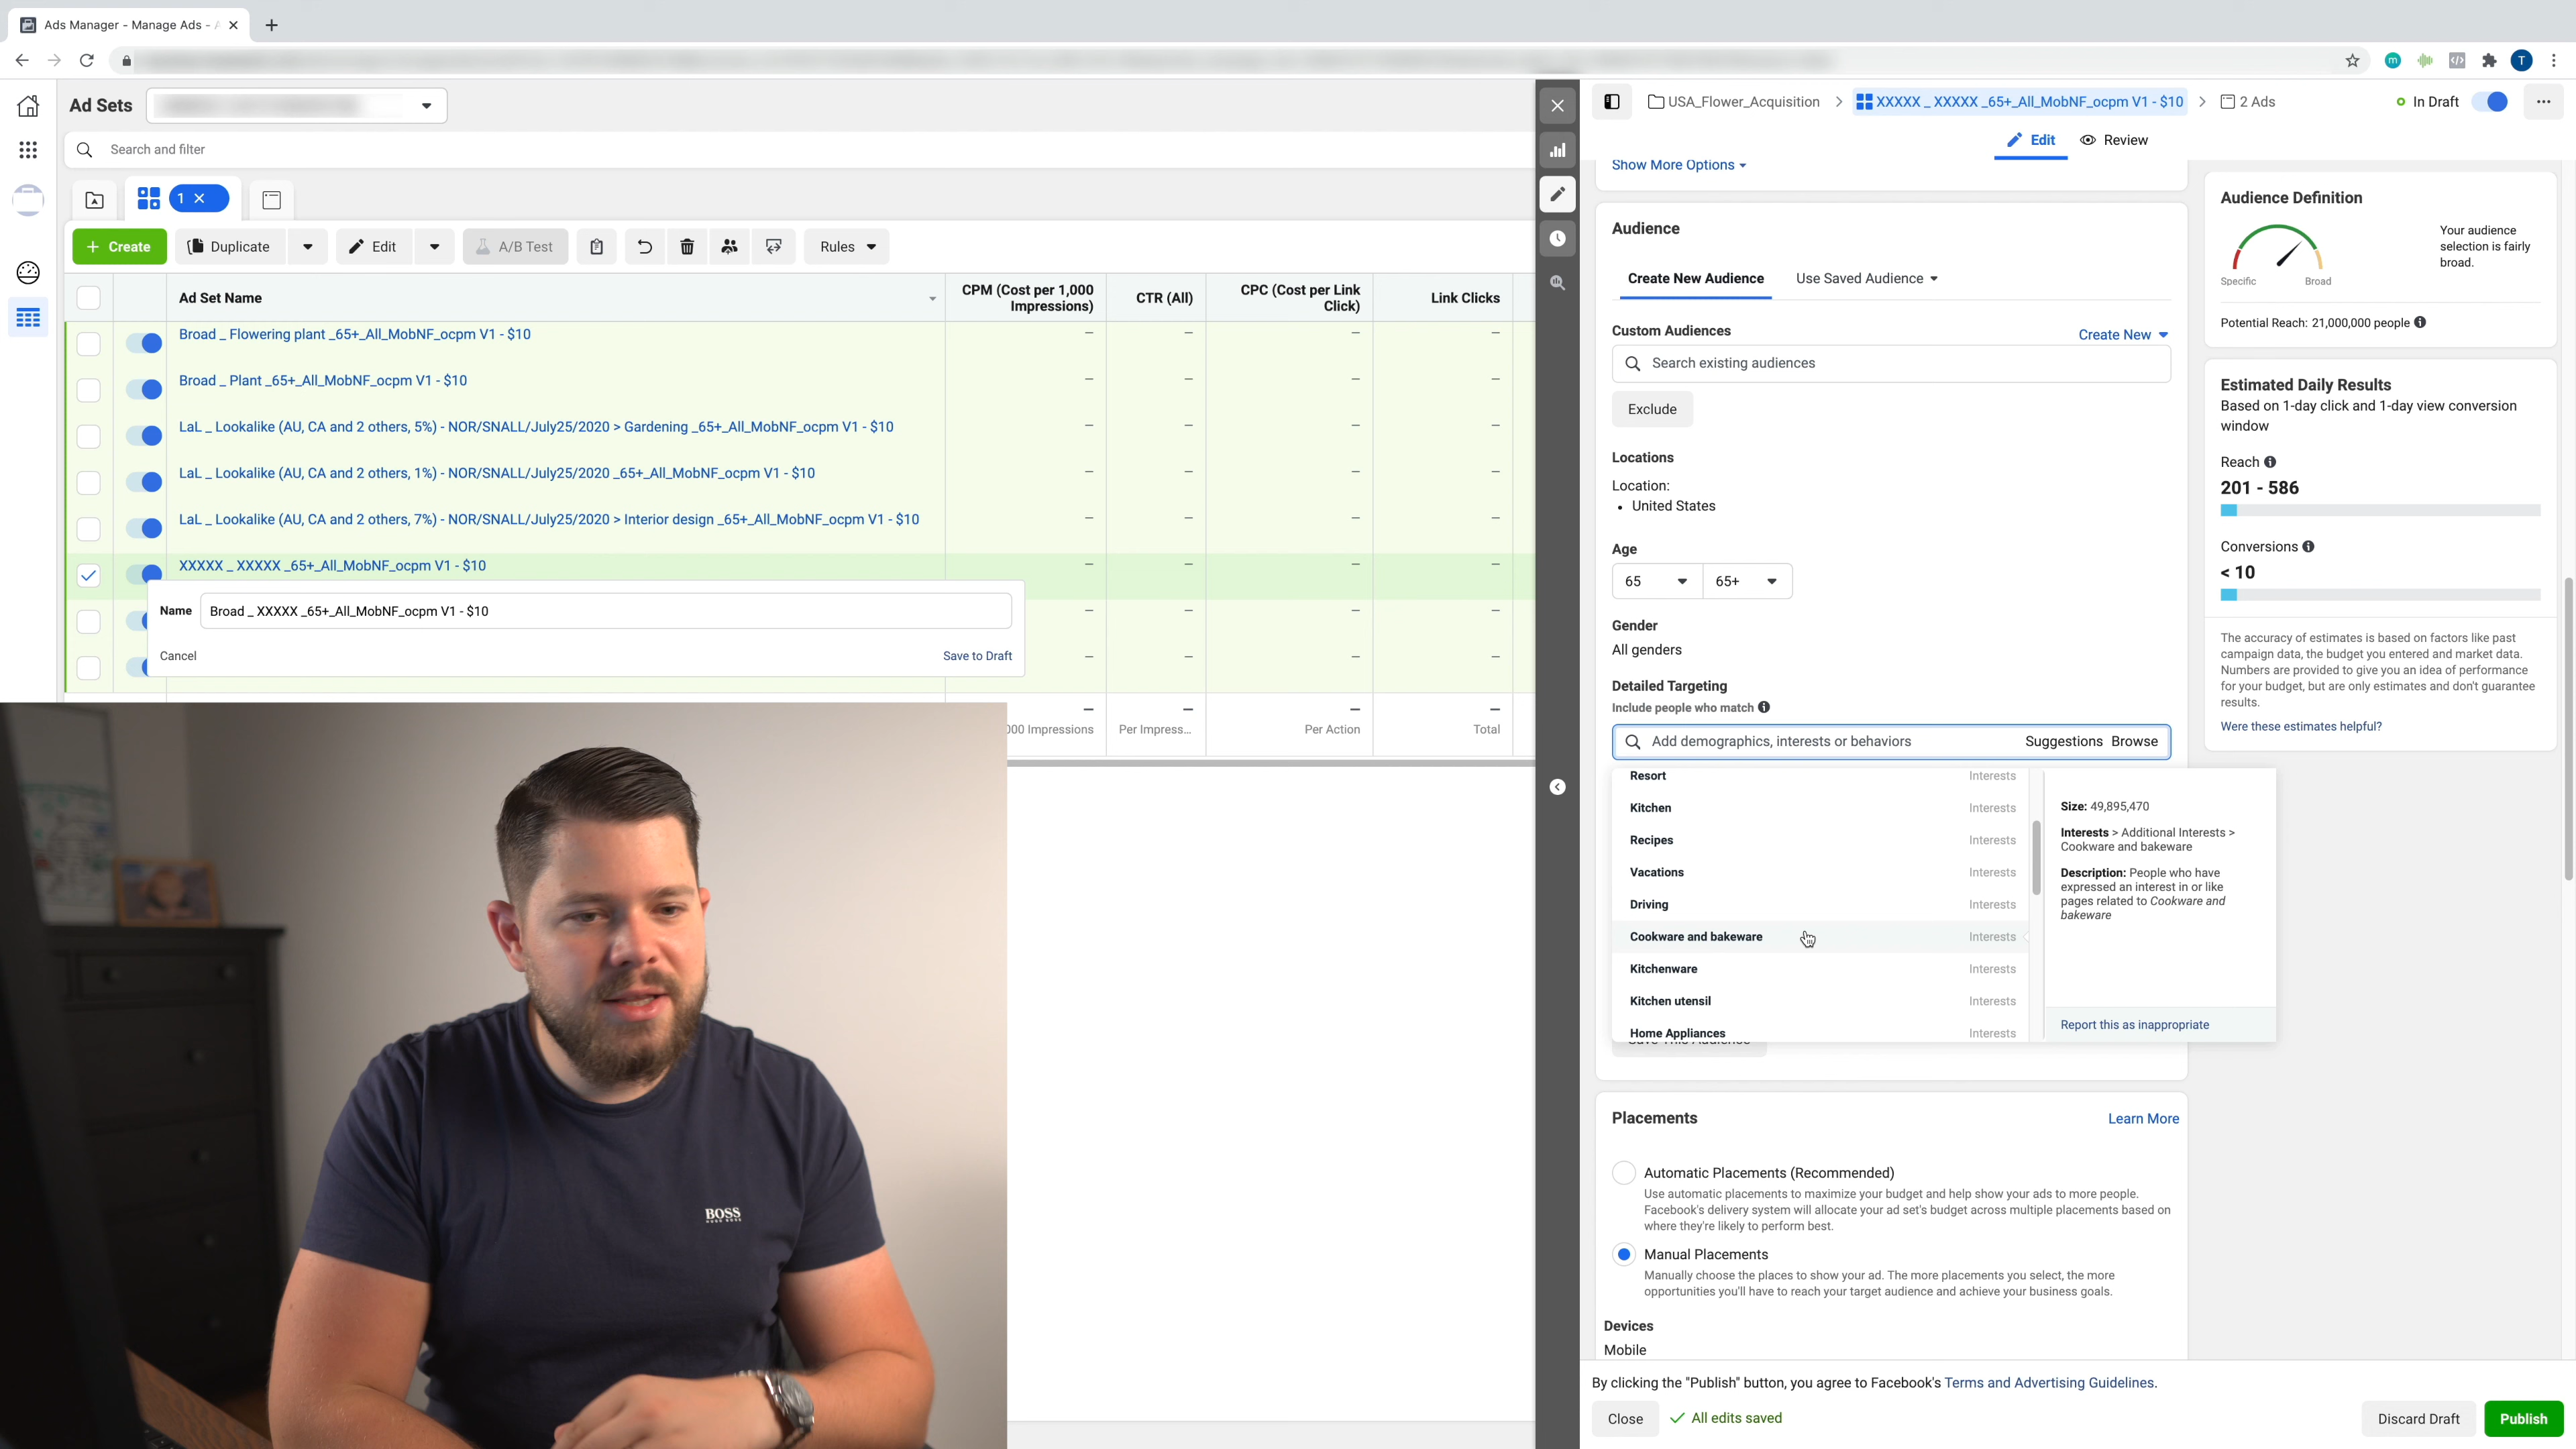 Ads Manager - Manage Ads - A
Ad Sets
Search and filter
1
Create
Duplicate
Edit
A/B Test
Rules
Ad Set Name
CPM (Cost per 1,000
Impressions)
CTR (All)
CPC (Cost per Link
Click)
Link Clicks
Broad _ Flowering plant _65+_All_MobNF_ocpm V1 - $10
Broad _ Plant _65+_All_MobNF_ocpm V1 - $10
LaL _ Lookalike (AU, CA and 2 others, 5%) - NOR/SNALL/July25/2020 > Gardening _65+_All_MobNF_ocpm V1 - $10
LaL _ Lookalike (AU, CA and 2 others, 1%) - NOR/SNALL/July25/2020 _65+_All_MobNF_ocpm V1 - $10
LaL _ Lookalike (AU, CA and 2 others, 7%) - NOR/SNALL/July25/2020 > Interior design _65+_All_MobNF_ocpm V1 - $10
XXXXX _ XXXXX _65+_All_MobNF_ocpm V1 - $10
Name
Broad _ XXXXX _65+_All_MobNF_ocpm V1 - $10
Cancel
Save to Draft
000 Impressions
Per Impress...
Per Action
Total
BOSS
HUGO BOSS
USA_Flower_Acquisition
XXXXX _ XXXXX _65+_All_MobNF_ocpm V1 - $10
2 Ads
In Draft
Edit
Review
Show More Options
Audience
Create New Audience
Use Saved Audience
Custom Audiences
Create New
Search existing audiences
Exclude
Locations
Location:
United States
Age
65
65+
Gender
All genders
Detailed Targeting
Include people who match
Add demographics, interests or behaviors
Suggestions
Browse
Resort Interests
Kitchen Interests
Recipes Interests
Vacations Interests
Driving Interests
Cookware and bakeware Interests
Kitchenware Interests
Kitchen utensil Interests
Home Appliances Interests
Save This Audience
Size: 49,895,470
Interests > Additional Interests >
Cookware and bakeware
Description: People who have
expressed an interest in or like
pages related to Cookware and
bakeware
Report this as inappropriate
Placements
Learn More
Automatic Placements (Recommended)
Use automatic placements to maximize your budget and help show your ads to more people.
Facebook's delivery system will allocate your ad set's budget across multiple placements based on
where they're likely to perform best.
Manual Placements
Manually choose the places to show your ad. The more placements you select, the more
opportunities you'll have to reach your target audience and achieve your business goals.
Devices
Mobile
By clicking the "Publish" button, you agree to Facebook's Terms and Advertising Guidelines.
Close
All edits saved
Discard Draft
Publish
Audience Definition
Your audience
selection is fairly
broad.
Specific
Broad
Potential Reach: 21,000,000 people
Estimated Daily Results
Based on 1-day click and 1-day view conversion
window
Reach
201 - 586
Conversions
< 10
The accuracy of estimates is based on factors like past
campaign data, the budget you entered and market data.
Numbers are provided to give you an idea of performance
for your budget, but are only estimates and don't guarantee
results.
Were these estimates helpful?
T
m